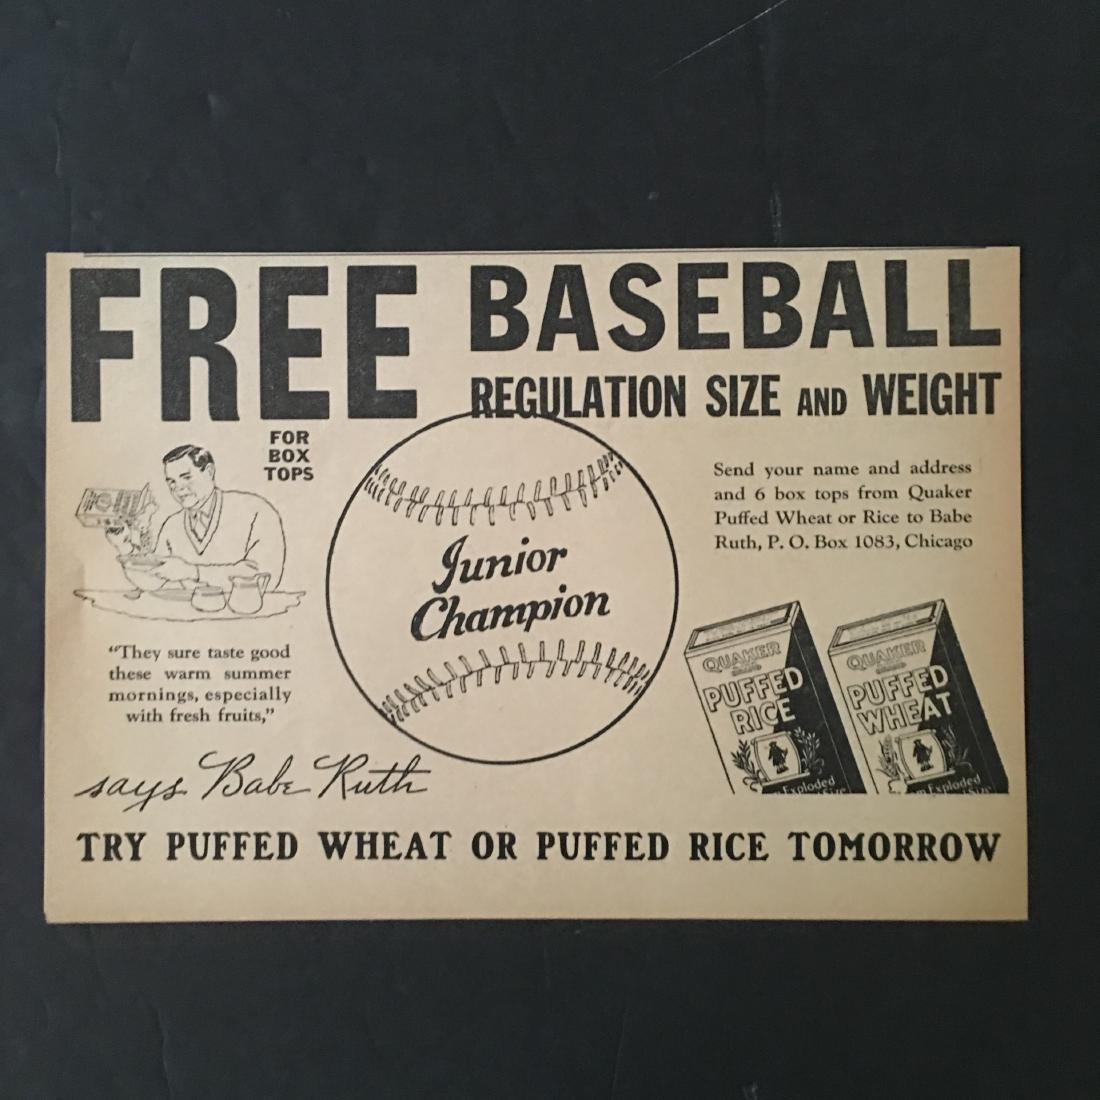 FREE BASEBALL
REGULATION SIZE AND WEIGHT
FOR
BOX
TOPS
Send your name and address
and 6 box tops from Quaker
Puffed Wheat or Rice to Babe
Ruth, P. O. Box 1083, Chicago
Junior
Champion
"They sure taste good
these warm summer
mornings, especially
with fresh fruits,"
says Babe Ruth
QUAKER
PUFFED
RICE
Exploded
QUAKER
PUFFED
WHEAT
Exploded
TRY PUFFED WHEAT OR PUFFED RICE TOMORROW